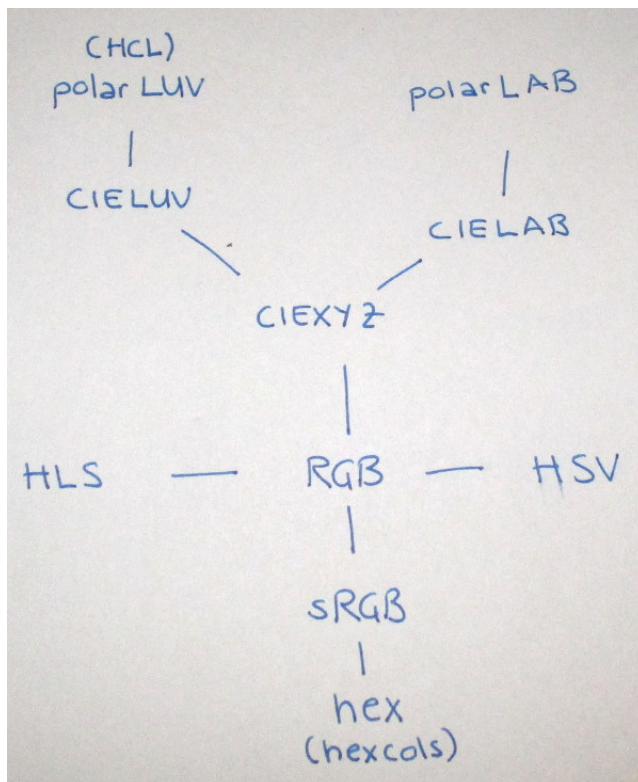 (HCL)
polar LUV
polar LAB
CIELUV
CIELAB
CIEXYZ
HLS
RGB
HSV
sRGB
hex
(hexcols)